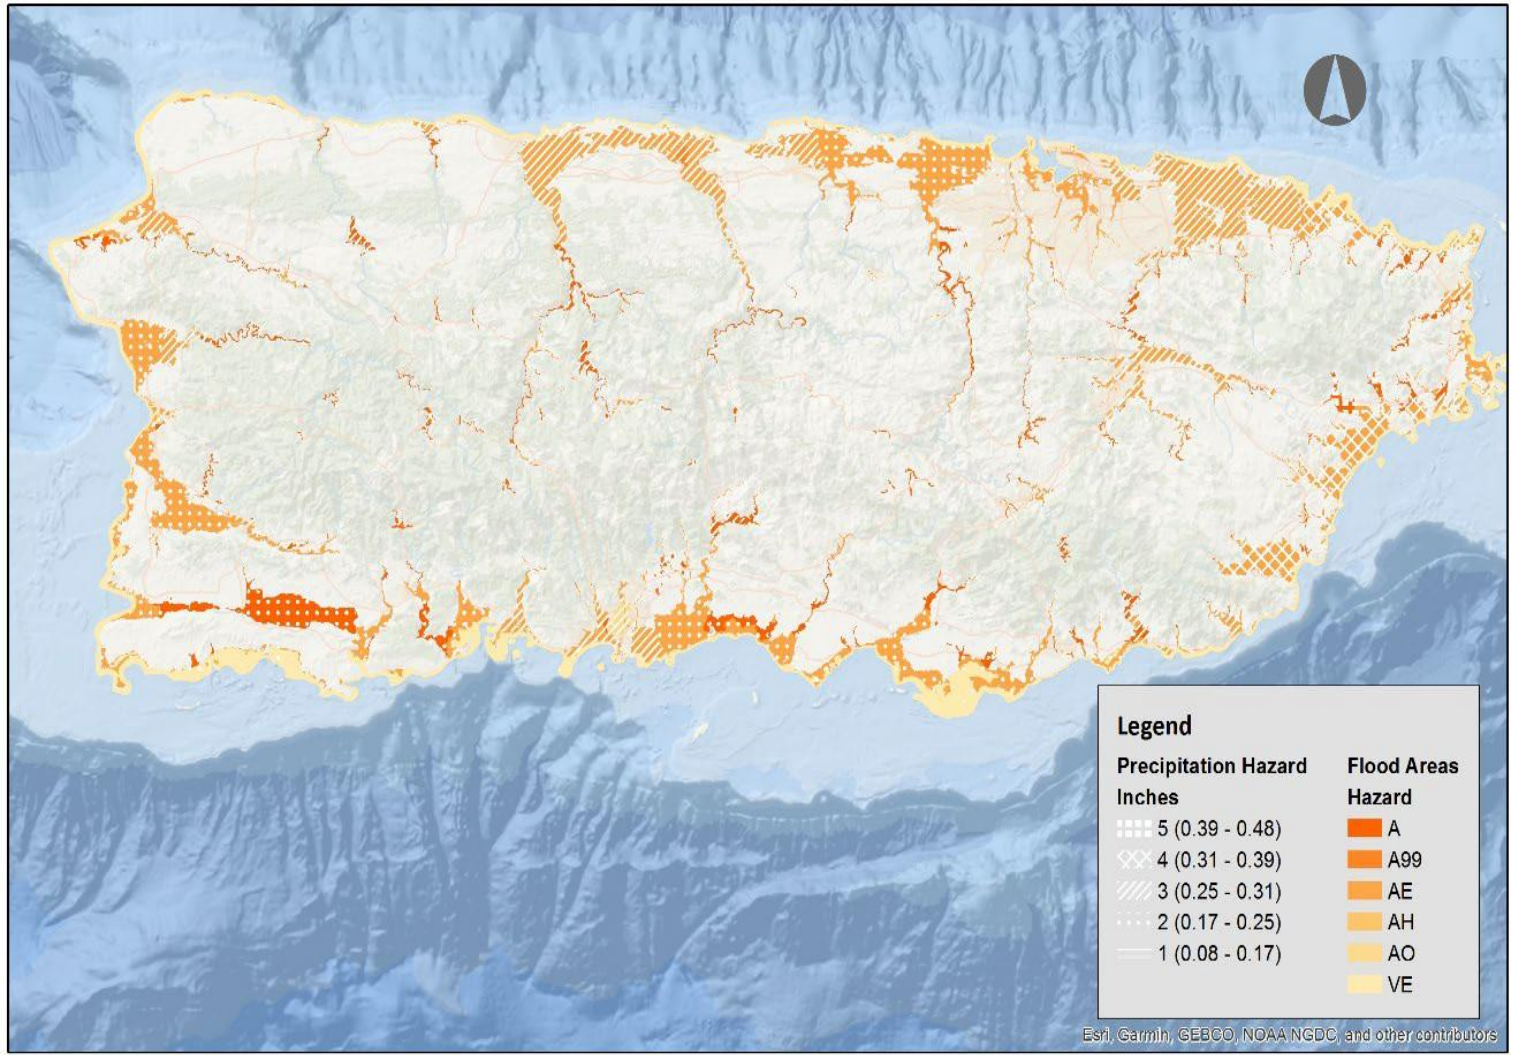 Legend
Precipitation Hazard
Inches
5 (0.39 - 0.48)
4 (0.31 - 0.39)
3 (0.25 - 0.31)
2 (0.17 - 0.25)
1 (0.08 - 0.17)
Flood Areas
Hazard
A
A99
AE
AH
AO
VE
Esri, Garmin, GEBCO, NOAA NGDC, and other contributors